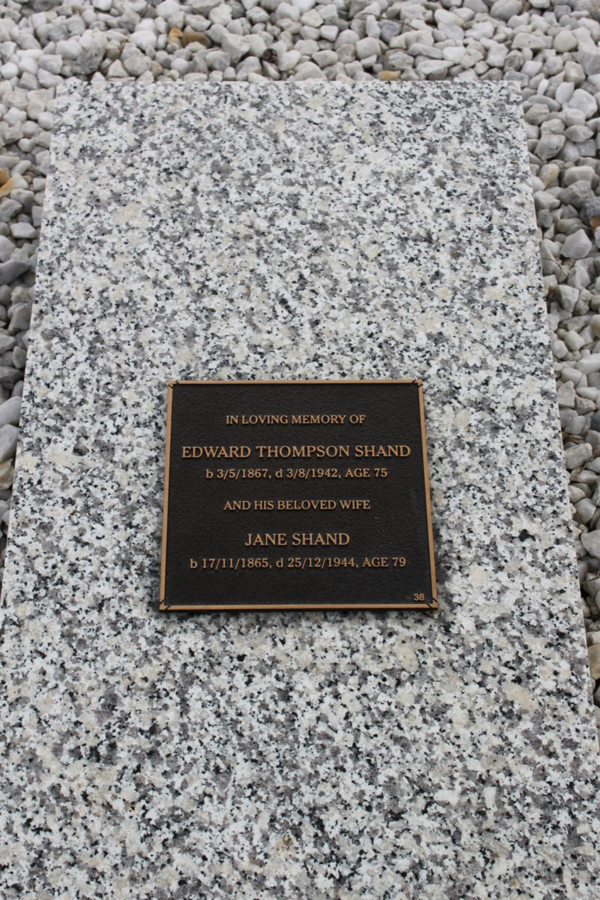 IN LOVING MEMORY OF
EDWARD THOMPSON SHAND
b 3/5/1867, d 3/8/1942, AGE 75
AND HIS BELOVED WIFE
JANE SHAND
b 17/11/1865, d 25/12/1944, AGE 79
38